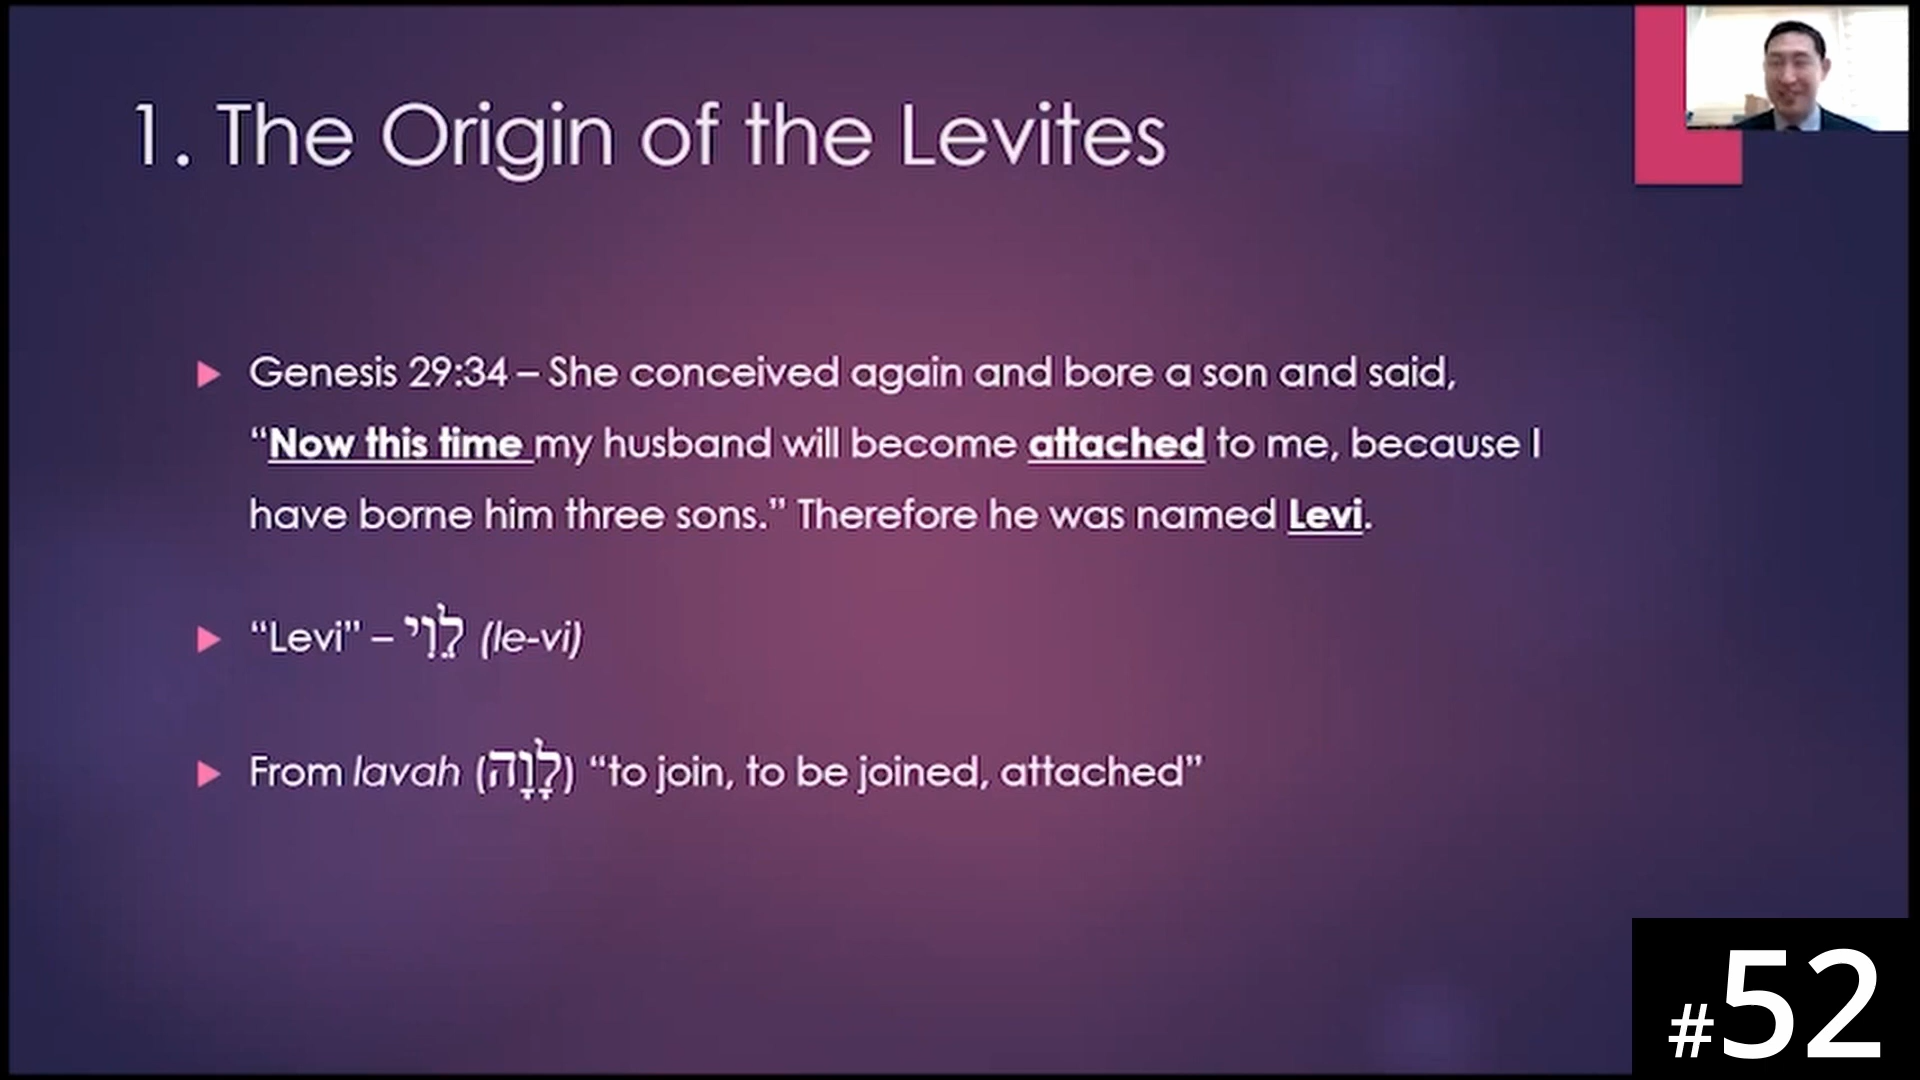 1. The Origin of the Levites
Genesis 29:34 – She conceived again and bore a son and said,
“Now this time my husband will become attached to me, because I
have borne him three sons.” Therefore he was named Levi.
“Levi” – לֵוִי (le-vi)
From lavah (לָוָה) “to join, to be joined, attached”
#52